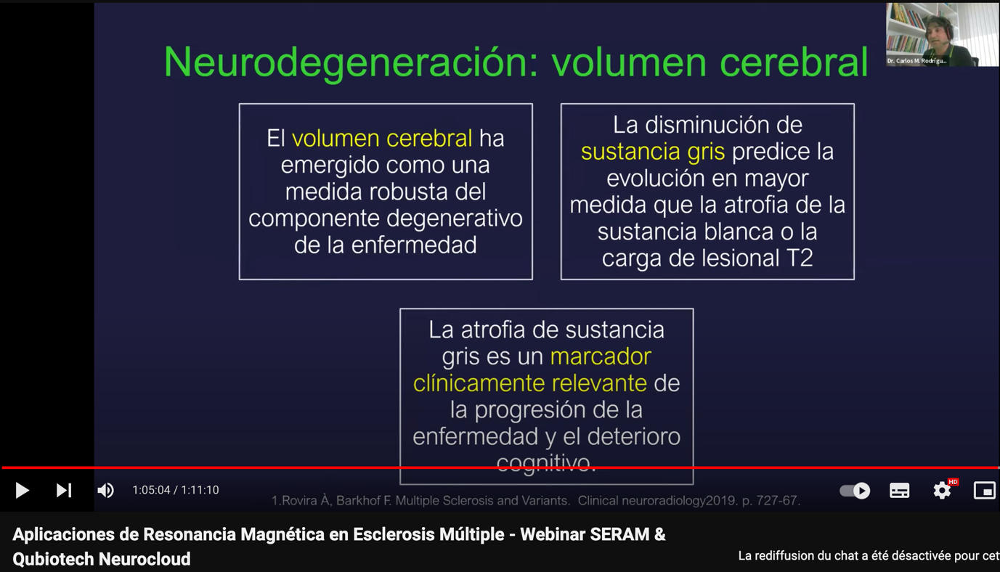 Neurodegeneración: volumen cerebral
Dr. Carlos M. Rodrígu...
El volumen cerebral ha
emergido como una
medida robusta del
componente degenerativo
de la enfermedad
La disminución de
sustancia gris predice la
evolución en mayor
medida que la atrofia de la
sustancia blanca o la
carga de lesional T2
La atrofia de sustancia
gris es un marcador
clínicamente relevante de
la progresión de la
enfermedad y el deterioro
cognitivo.
1:05:04 / 1:11:10
HD
1.Rovira À, Barkhof F. Multiple Sclerosis and Variants. Clinical neuroradiology2019. p. 727-67.
Aplicaciones de Resonancia Magnética en Esclerosis Múltiple - Webinar SERAM &
Qubiotech Neurocloud
La rediffusion du chat a été désactivée pour cet